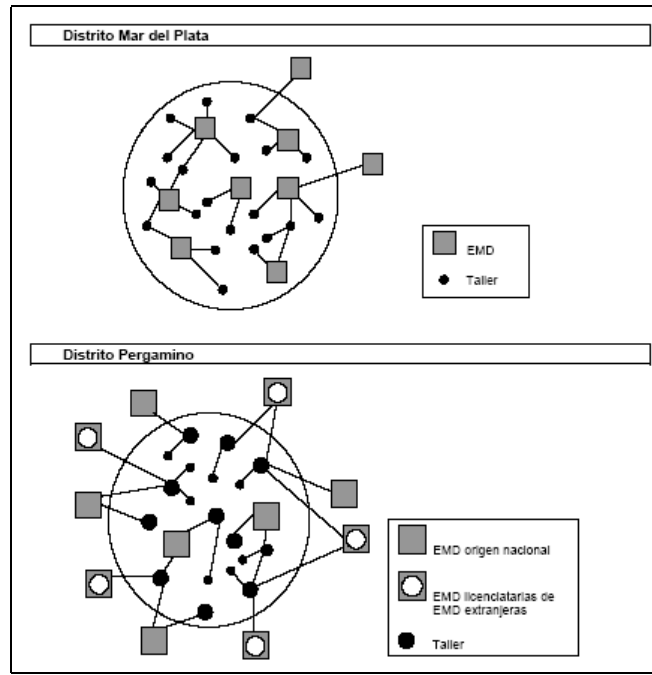 Distrito Mar del Plata
EMD
Taller
Distrito Pergamino
EMD origen nacional
EMD licenciatarias de
EMD extranjeras
Taller